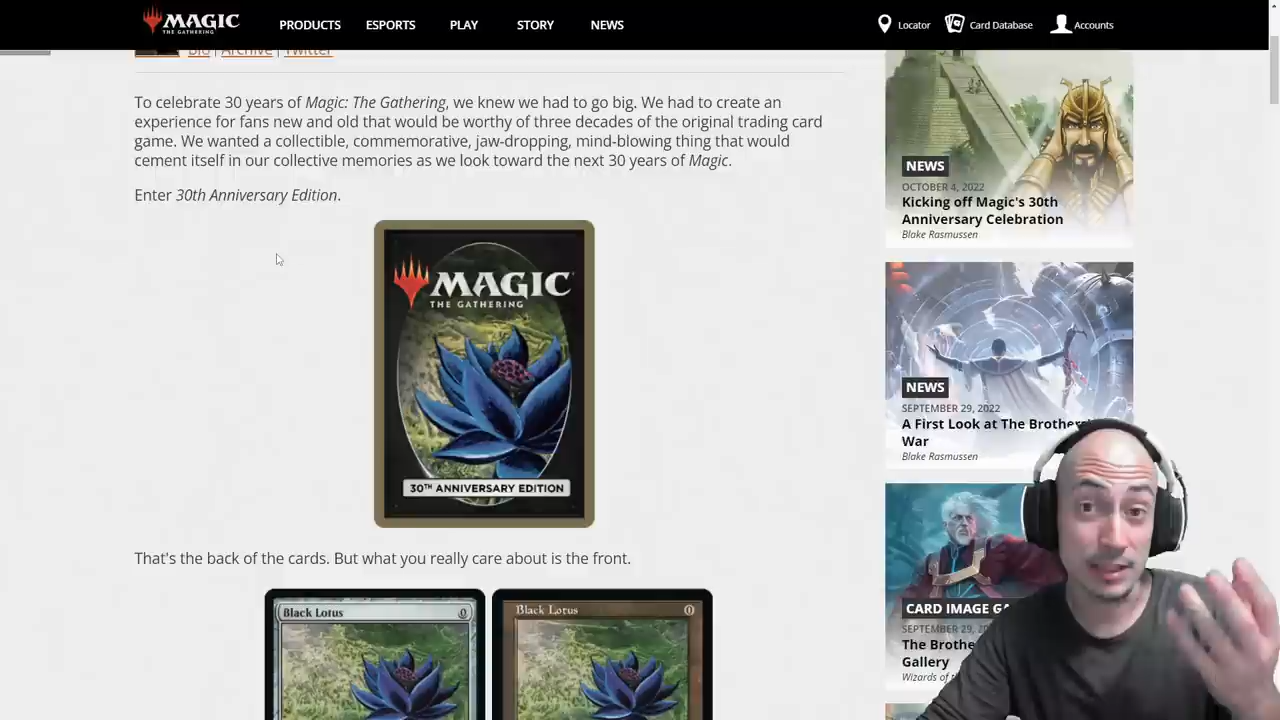 MAGIC
THE GATHERING
PRODUCTS
ESPORTS
PLAY
STORY
NEWS
Locator
Card Database
Accounts
Bio | Archive | Twitter
To celebrate 30 years of Magic: The Gathering, we knew we had to go big. We had to create an
experience for fans new and old that would be worthy of three decades of the original trading card
game. We wanted a collectible, commemorative, jaw-dropping, mind-blowing thing that would
cement itself in our collective memories as we look toward the next 30 years of Magic.
Enter 30th Anniversary Edition.
MAGIC
THE GATHERING
30TH ANNIVERSARY EDITION
That's the back of the cards. But what you really care about is the front.
Black Lotus 0
Black Lotus 0
NEWS
OCTOBER 4, 2022
Kicking off Magic's 30th
Anniversary Celebration
Blake Rasmussen
NEWS
SEPTEMBER 29, 2022
A First Look at The Brothers'
War
Blake Rasmussen
CARD IMAGE GA
SEPTEMBER 29, 20
The Brothe
Gallery
Wizards of t